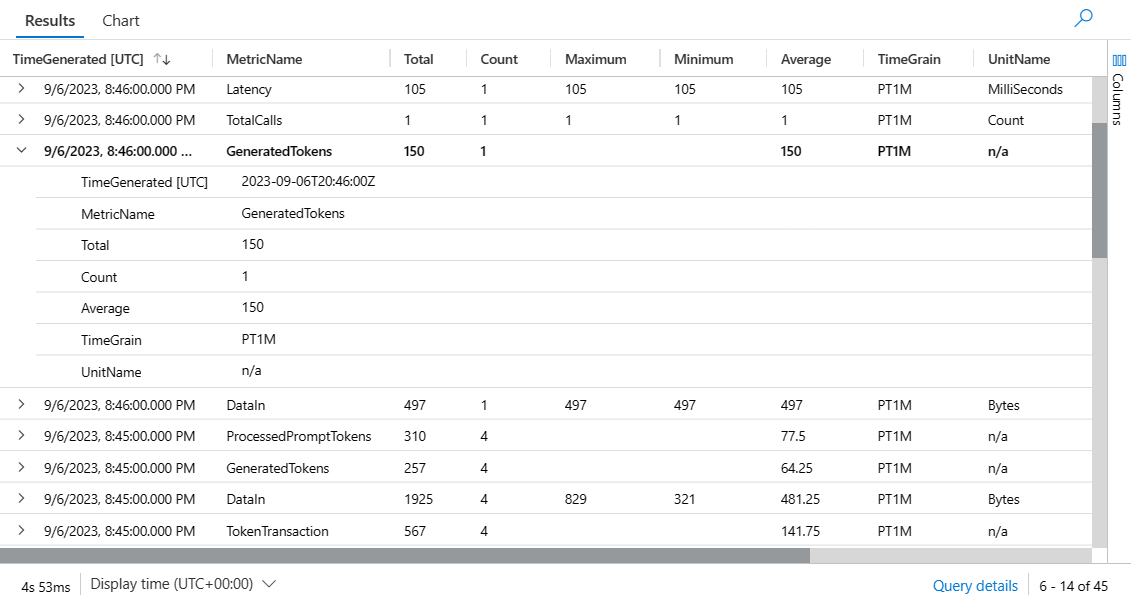 Results Chart
TimeGenerated [UTC] ↑↓ MetricName Total Count Maximum Minimum Average TimeGrain UnitName
Columns
9/6/2023, 8:46:00.000 PM Latency 105 1 105 105 105 PT1M MilliSeconds
9/6/2023, 8:46:00.000 PM TotalCalls 1 1 1 1 1 PT1M Count
9/6/2023, 8:46:00.000 ... GeneratedTokens 150 1 150 PT1M n/a
TimeGenerated [UTC] 2023-09-06T20:46:00Z
MetricName GeneratedTokens
Total 150
Count 1
Average 150
TimeGrain PT1M
UnitName n/a
9/6/2023, 8:46:00.000 PM DataIn 497 1 497 497 497 PT1M Bytes
9/6/2023, 8:45:00.000 PM ProcessedPromptTokens 310 4 77.5 PT1M n/a
9/6/2023, 8:45:00.000 PM GeneratedTokens 257 4 64.25 PT1M n/a
9/6/2023, 8:45:00.000 PM DataIn 1925 4 829 321 481.25 PT1M Bytes
9/6/2023, 8:45:00.000 PM TokenTransaction 567 4 141.75 PT1M n/a
4s 53ms Display time (UTC+00:00) Query details 6 - 14 of 45